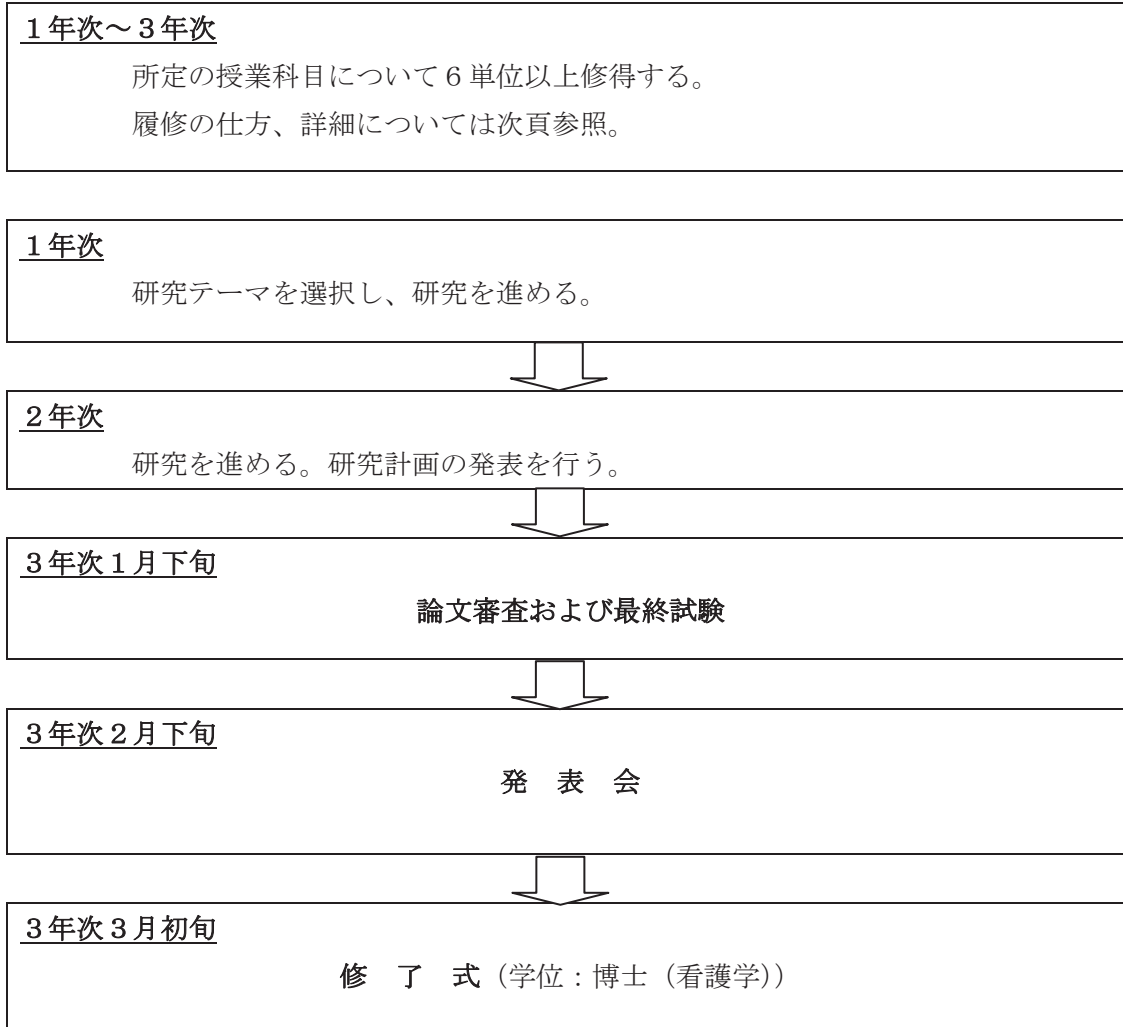 １年次～３年次
所定の授業科目について６単位以上修得する。
履修の仕方、詳細については次頁参照。
１年次
研究テーマを選択し、研究を進める。
２年次
研究を進める。研究計画の発表を行う。
３年次１月下旬
論文審査および最終試験
３年次２月下旬
発　表　会
３年次３月初旬
修　了　式（学位：博士（看護学））